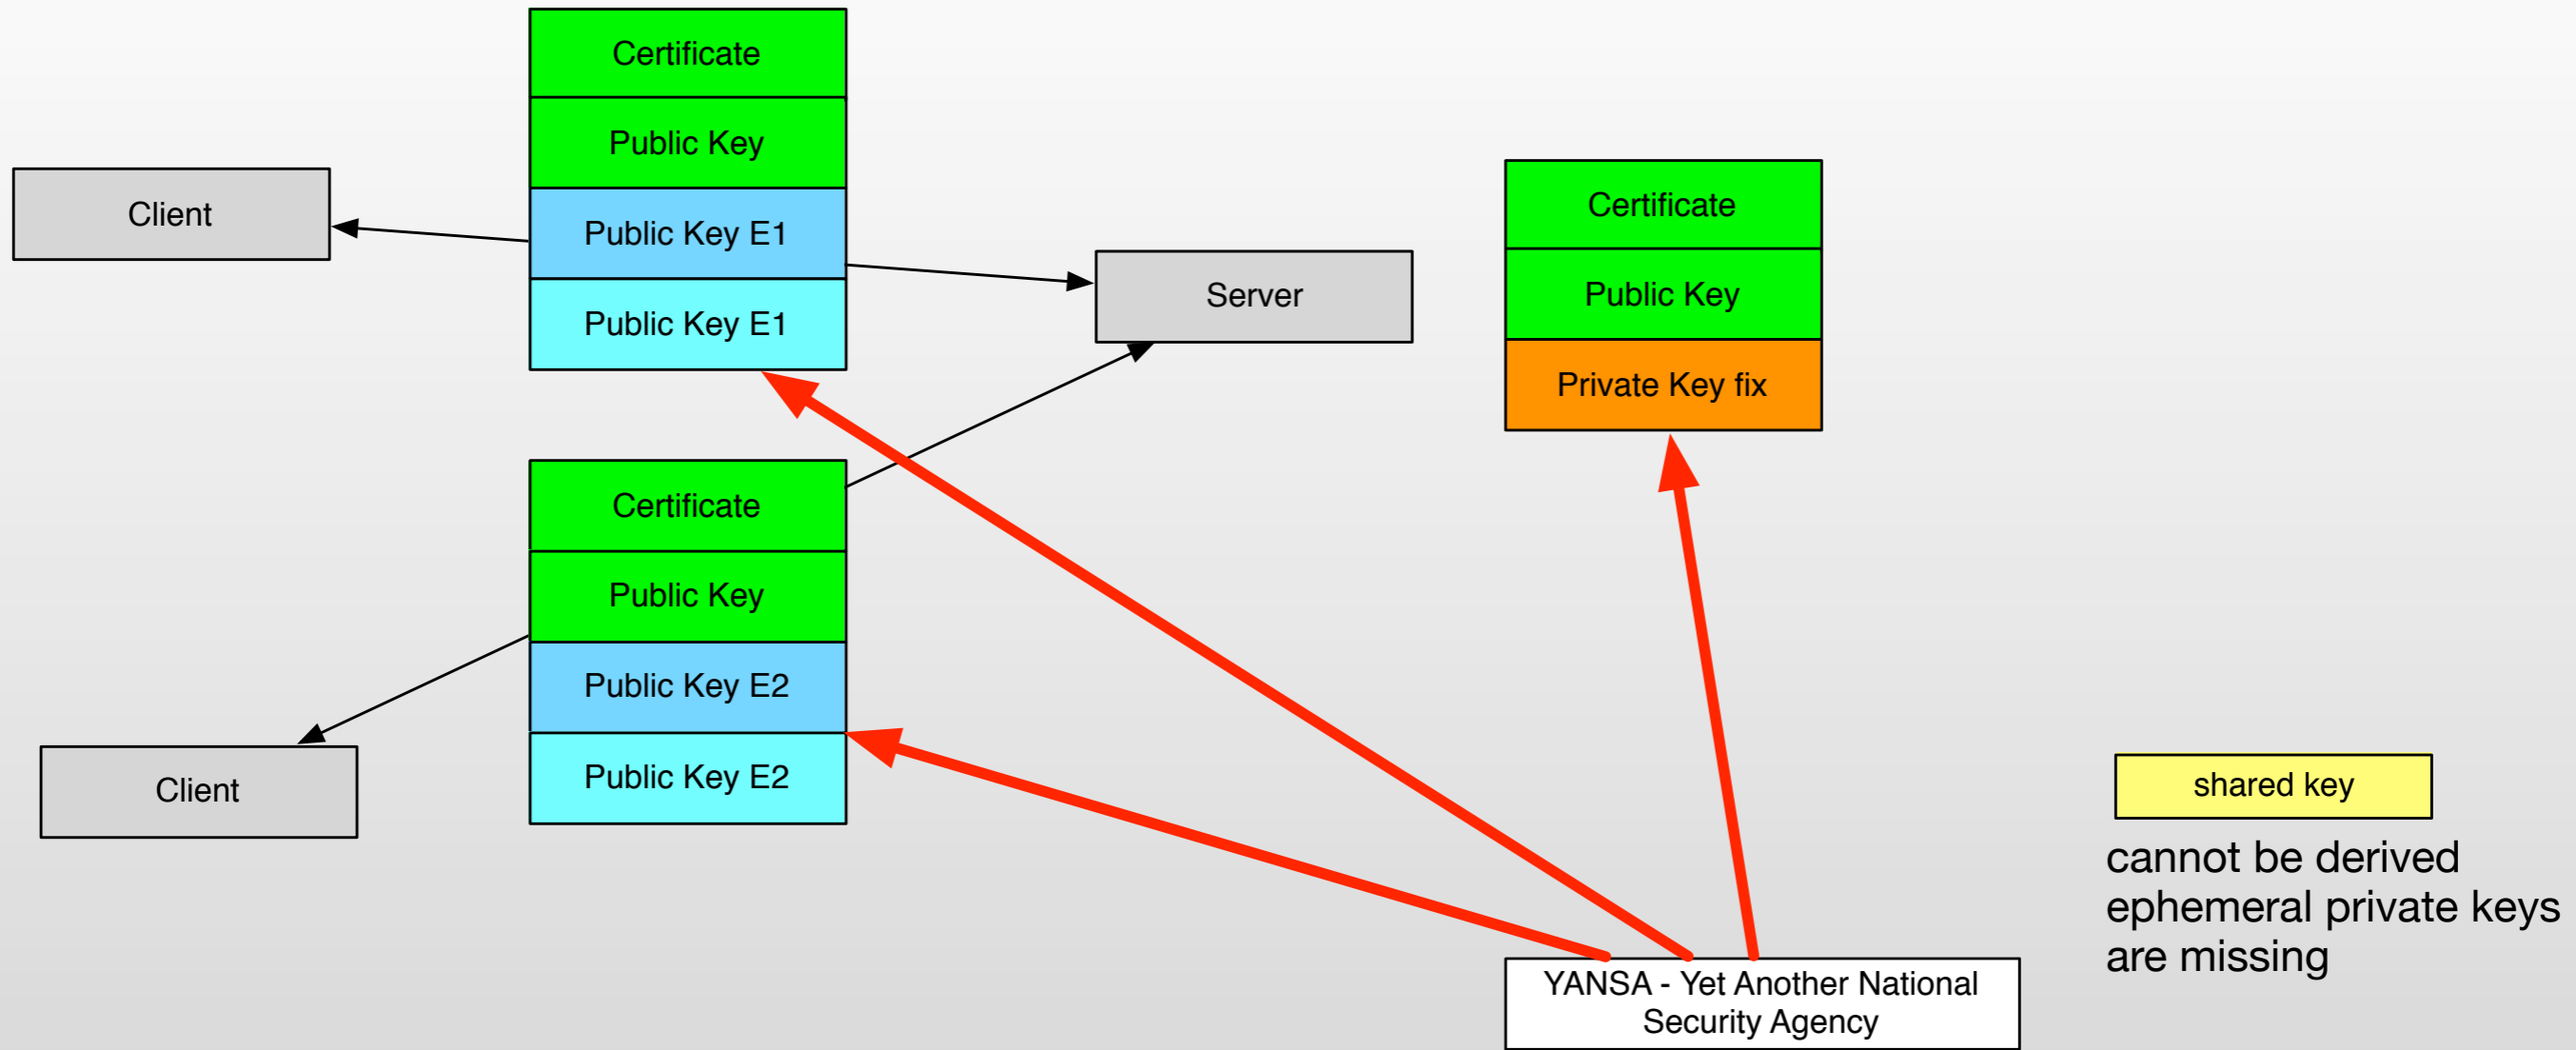 Certificate
Public Key
Public Key E1
Public Key E1
Client
Server
Certificate
Public Key
Private Key fix
Certificate
Public Key
Public Key E2
Public Key E2
Client
shared key
cannot be derived
ephemeral private keys
are missing
YANSA - Yet Another National
Security Agency